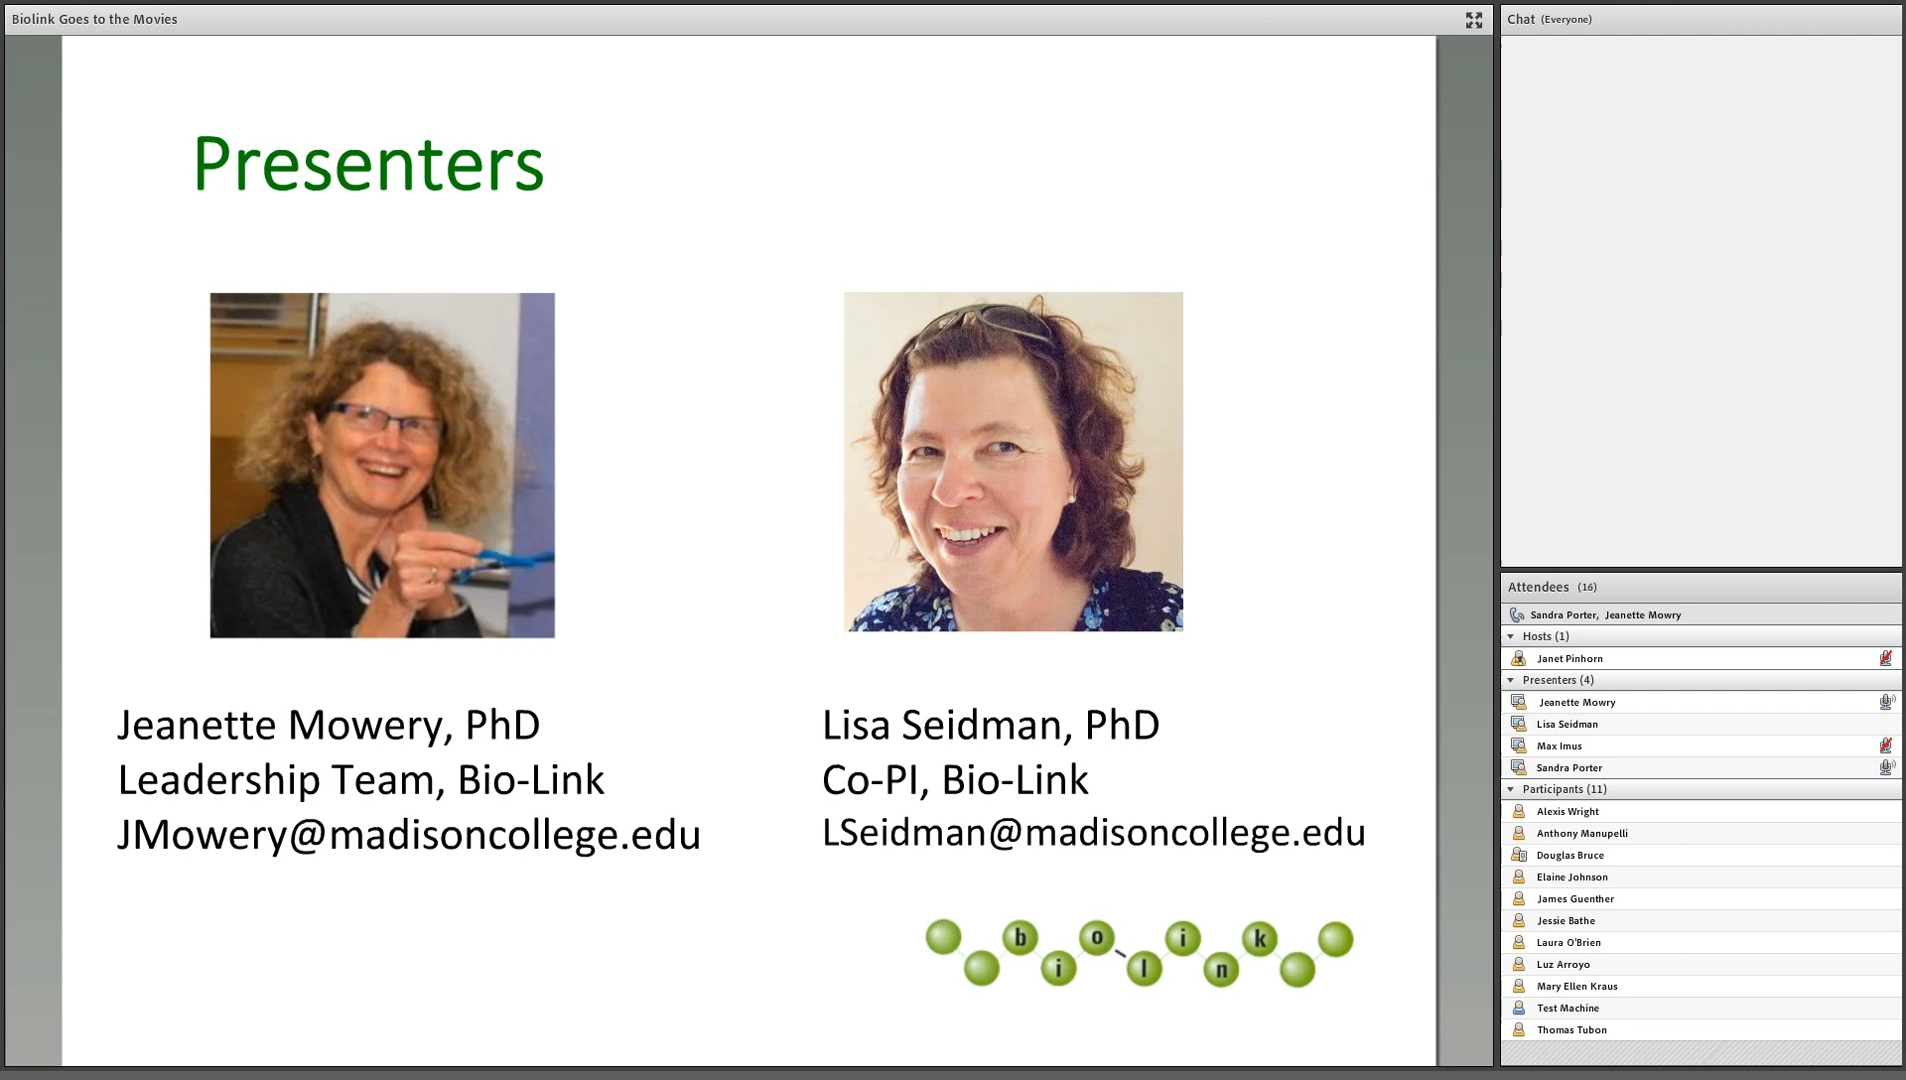 Biolink Goes to the Movies
Presenters
Jeanette Mowery, PhD
Leadership Team, Bio-Link
JMowery@madisoncollege.edu
Lisa Seidman, PhD
Co-PI, Bio-Link
LSeidman@madisoncollege.edu
bio-link
Chat (Everyone)
Attendees (16)
Sandra Porter, Jeanette Mowry
Hosts (1)
Janet Pinhorn
Presenters (4)
Jeanette Mowry
Lisa Seidman
Max Imus
Sandra Porter
Participants (11)
Alexis Wright
Anthony Manupelli
Douglas Bruce
Elaine Johnson
James Guenther
Jessie Bathe
Laura O'Brien
Luz Arroyo
Mary Ellen Kraus
Test Machine
Thomas Tubon